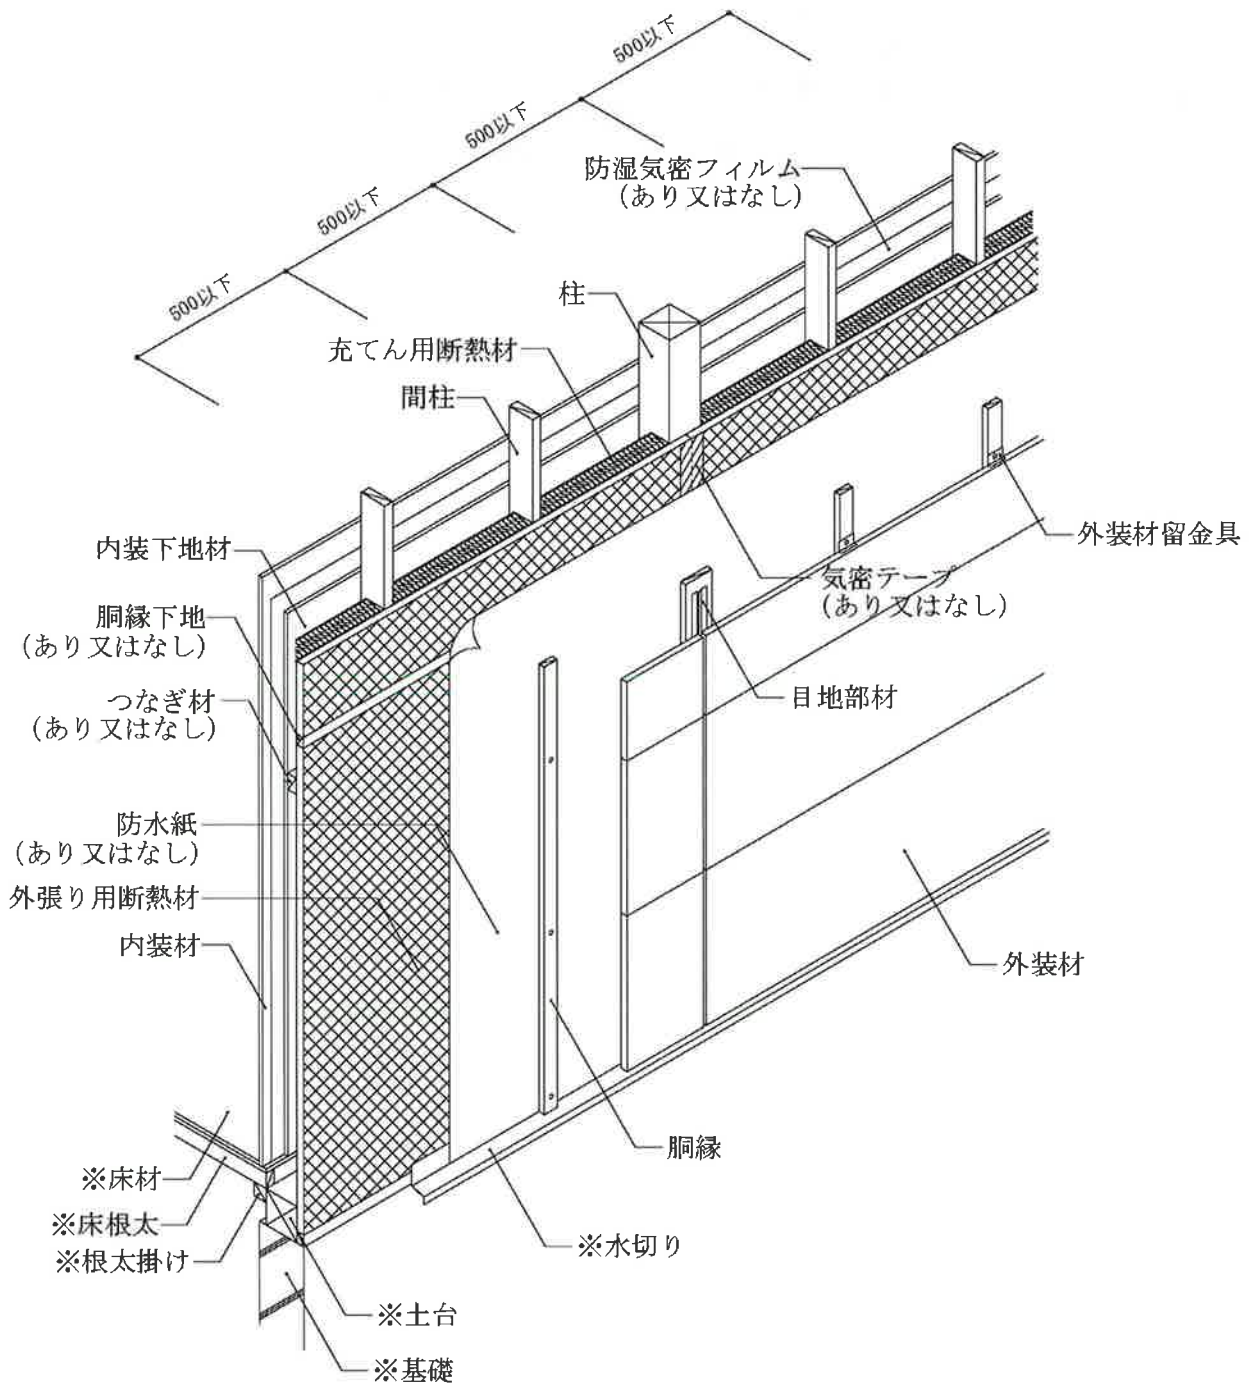 500以下
500以下
500以下
500以下
防湿気密フィルム
(あり又はなし)
柱
充てん用断熱材
間柱
内装下地材
胴縁下地
(あり又はなし)
つなぎ材
(あり又はなし)
防水紙
(あり又はなし)
外張り用断熱材
内装材
外装材留金具
気密テープ
(あり又はなし)
目地部材
外装材
胴縁
※床材
※床根太
※根太掛け
※水切り
※土台
※基礎